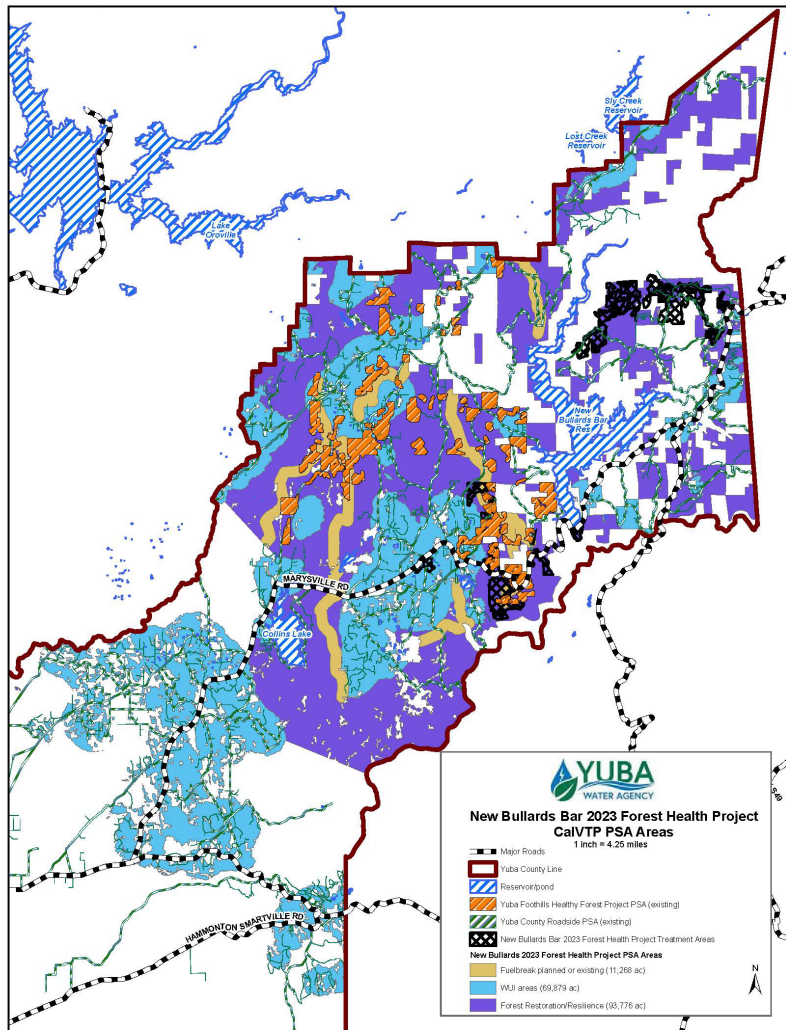 Sly Creek
Reservoir
Lost Creek
Reservoir
Lake
Oroville
New
Bullards Bar
Res
MARYSVILLE RD
Collins Lake
HAMMONTON SMARTVILLE RD
S49
YUBA
WATER AGENCY
New Bullards Bar 2023 Forest Health Project
CalVTP PSA Areas
1 inch = 4.25 miles
Major Roads
Yuba County Line
Reservoir/pond
Yuba Foothills Healthy Forest Project PSA (existing)
Yuba County Roadside PSA (existing)
New Bullards Bar 2023 Forest Health Project Treatment Areas
New Bullards 2023 Forest Health Project PSA Areas
Fuelbreak planned or existing (11,268 ac)
WUI areas (69,879 ac)
Forest Restoration/Resilience (93,776 ac)
N